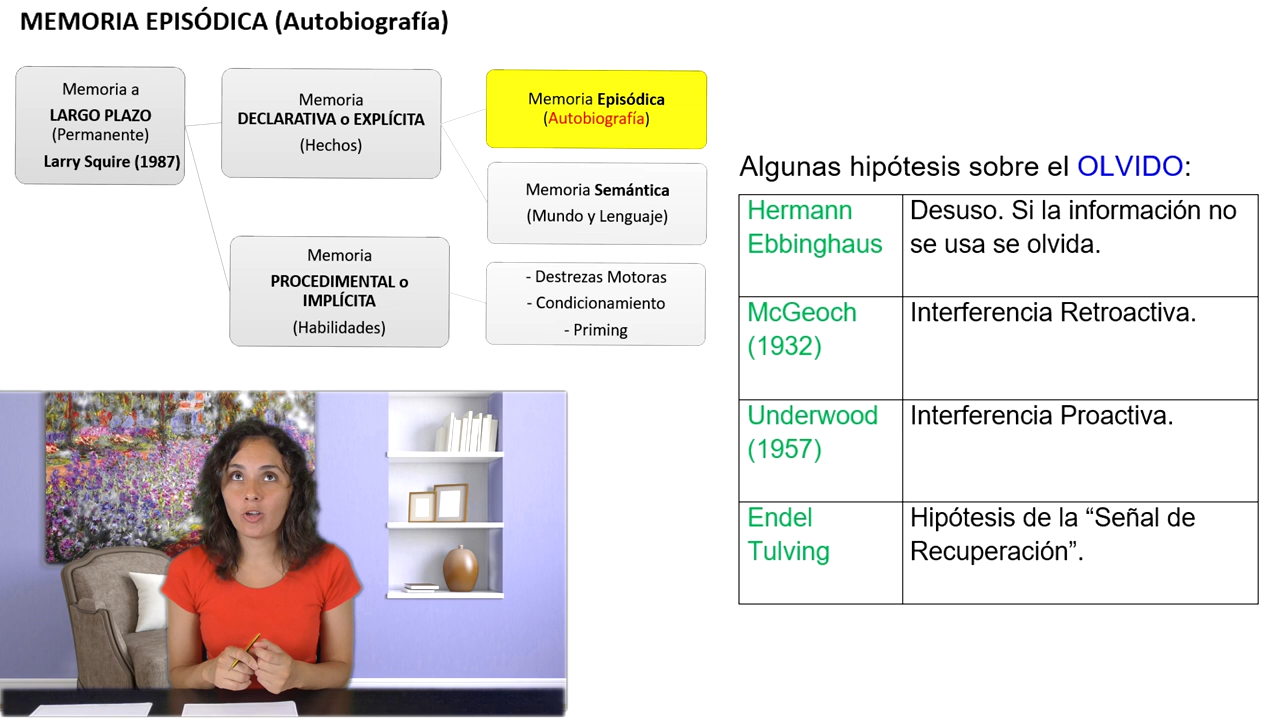 MEMORIA EPISÓDICA (Autobiografía)
Memoria a
LARGO PLAZO
(Permanente)
Larry Squire (1987)
Memoria
DECLARATIVA o EXPLÍCITA
(Hechos)
Memoria Episódica
(Autobiografía)
Memoria Semántica
(Mundo y Lenguaje)
Memoria
PROCEDIMENTAL o
IMPLÍCITA
(Habilidades)
- Destrezas Motoras
- Condicionamiento
- Priming
Algunas hipótesis sobre el OLVIDO:
Hermann
Ebbinghaus
Desuso. Si la información no
se usa se olvida.
McGeoch
(1932)
Interferencia Retroactiva.
Underwood
(1957)
Interferencia Proactiva.
Endel
Tulving
Hipótesis de la “Señal de
Recuperación”.